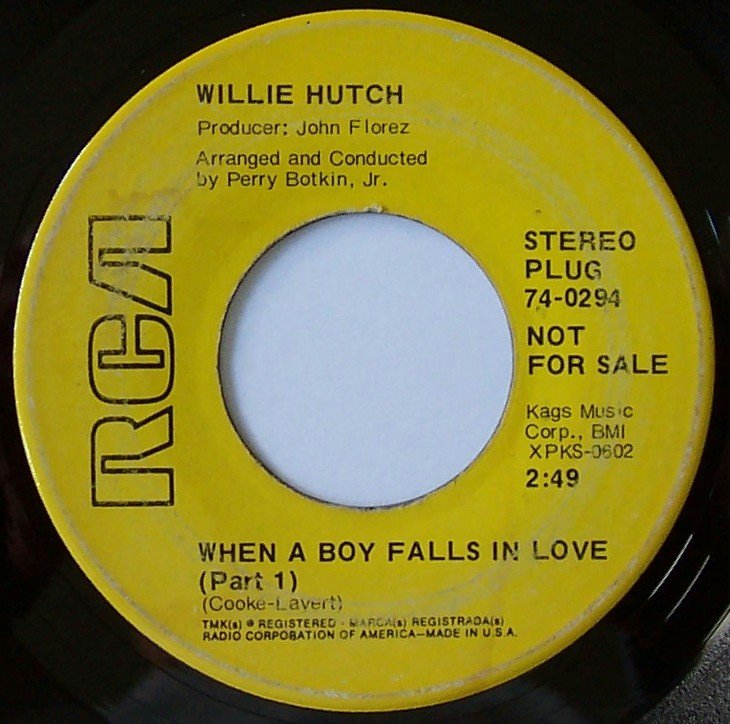 WILLIE HUTCH
Producer: John Florez
Arranged and Conducted
by Perry Botkin, Jr.
RCA
STEREO
PLUG
74-0294
NOT
FOR SALE
Kags Music
Corp., BMI
XPKS-0602
2:49
WHEN A BOY FALLS IN LOVE
(Part 1)
(Cooke-Lavert)
TMK(s) ® REGISTERED · MARCA(s) REGISTRADA(s)
RADIO CORPORATION OF AMERICA—MADE IN U.S.A.